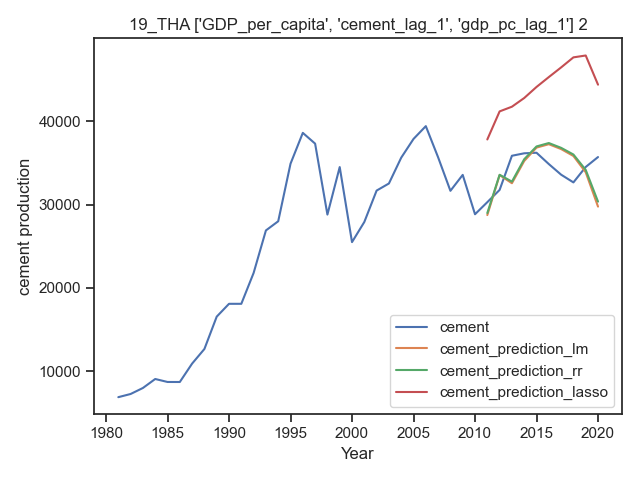 19_THA ['GDP_per_capita', 'cement_lag_1', 'gdp_pc_lag_1'] 2
cement production
40000
30000
20000
10000
cement
cement_prediction_lm
cement_prediction_rr
cement_prediction_lasso
1980 1985 1990 1995 2000 2005 2010 2015 2020
Year